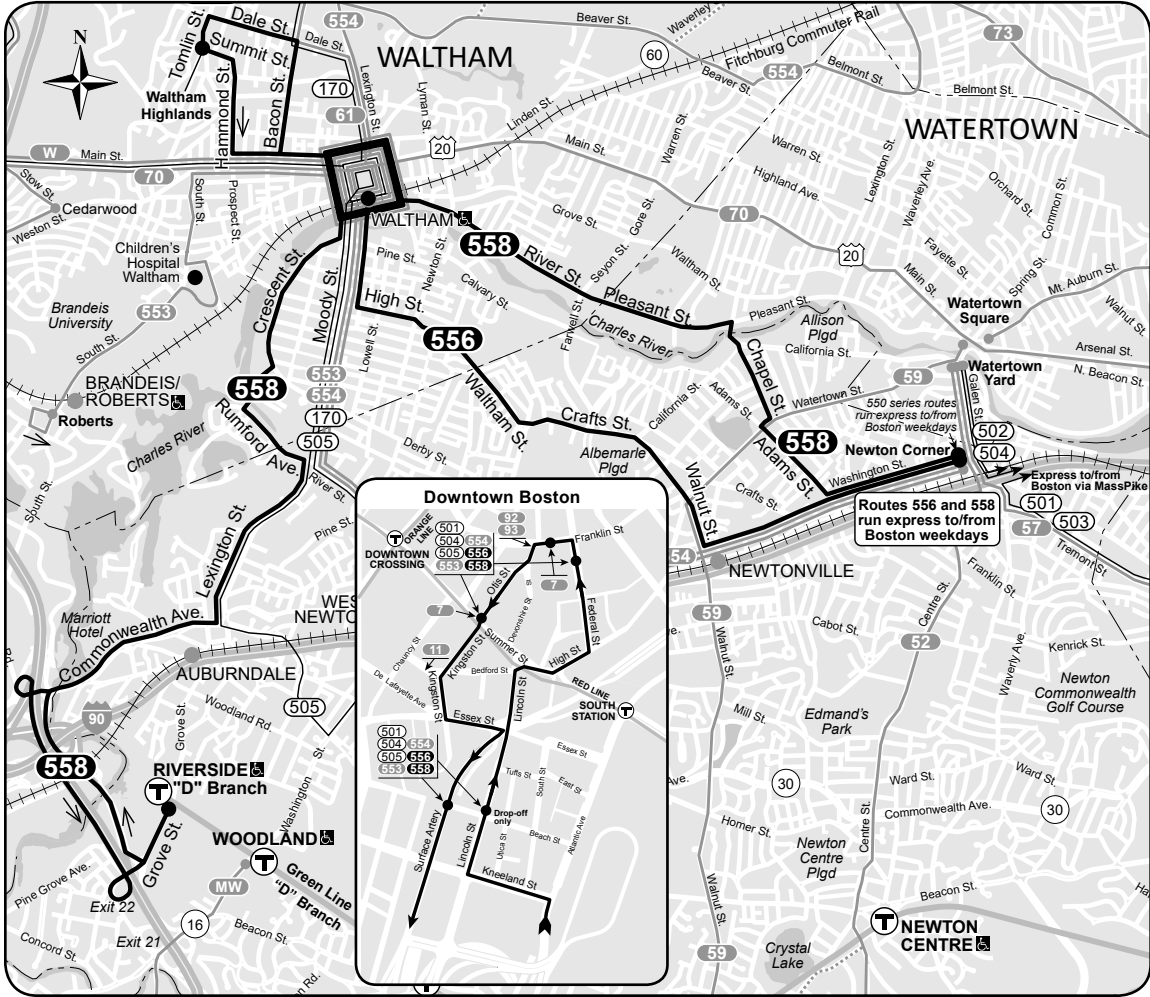 N
Tomlin St.
Dale St.
Summit St.
Dale St.
554
WALTHAM
Beaver St.
Waverley
60
Fitchburg Commuter Rail
73
Waltham
Highlands
Hammond St.
Bacon St.
170
61
Lexington St.
Lyman St.
Linden St.
20
Beaver St.
554
Belmont St.
Belmont St.
WATERTOWN
W
Main St.
70
Main St.
Warren St.
Warren St.
Highland Ave.
Lexington St.
Waverley Ave.
Orchard St.
Common St.
Stow St.
Cedarwood
Weston St.
South St.
Prospect St.
WALTHAM
558
River St.
Grove St.
Gore St.
Seyon St.
70
20
Waltham St.
Main St.
Fayette St.
Spring St.
Mt. Auburn St.
Walnut St.
Children's
Hospital
Waltham
Brandeis
University
553
South St.
Crescent St.
Moody St.
Pine St.
Newton St.
Calvary St.
High St.
556
Lowell St.
Farwell St.
Pleasant St.
Charles River
Pleasant St.
Allison
Plgd
California St.
Watertown
Square
Arsenal St.
N. Beacon St.
Watertown
Yard
Galen St.
59
Watertown St.
BRANDEIS/
ROBERTS
Roberts
558
553
554
170
505
Rumford Ave.
Charles River
River St.
Waltham St.
Derby St.
Crafts St.
Albemarle
Plgd
California St.
Adams St.
Chapel St.
Adams St.
558
550 series routes
run express to/from
Boston weekdays
Newton Corner
502
504
Express to/from
Boston via MassPike
501
503
57
Tremont St.
Washington St.
Crafts St.
Walnut St.
Routes 556 and 558
run express to/from
Boston weekdays
54
NEWTONVILLE
South St.
Pine St.
Lexington St.
Commonwealth Ave.
Marriott
Hotel
Rd.
WES
NEWTO
AUBURNDALE
505
90
Grove St.
Woodland Rd.
Washington St.
558
RIVERSIDE
T
"D" Branch
WOODLAND
T
Green Line
"D" Branch
MW
16
Grove St.
Pine Grove Ave.
Exit 22
Exit 21
Concord St.
Beacon St.
n Rd.
T
Downtown Boston
T
ORANGE
LINE
DOWNTOWN
CROSSING
501
504 554
505 556
553 558
92
93
Franklin St
7
7
11
Otis St
Devonshire St
Federal St
Summer St
Kingston St
Chauncy St
De Lafayette Ave
Kingston St
Bedford St
High St
Lincoln St
RED LINE
SOUTH
STATION
T
Essex St
501
504 554
505 556
553 558
Essex St
Tufts St
South St
East St
Drop-off
only
Beach St
Utica St
Atlantic Ave
Surface Artery
Lincoln St
Kneeland St
ve.
59
Walnut St.
Cabot St.
52
Centre St.
Franklin St.
Waverly Ave.
Kenrick St.
Newton
Commonwealth
Golf Course
Mill St.
Edmand's
Park
Ave.
30
Ward St.
Ward St.
Commonwealth Ave.
30
Homer St.
Newton
Centre Plgd
Centre St.
Walnut St.
Beacon St.
T
NEWTON
CENTRE
Ha
59
Crystal
Lake